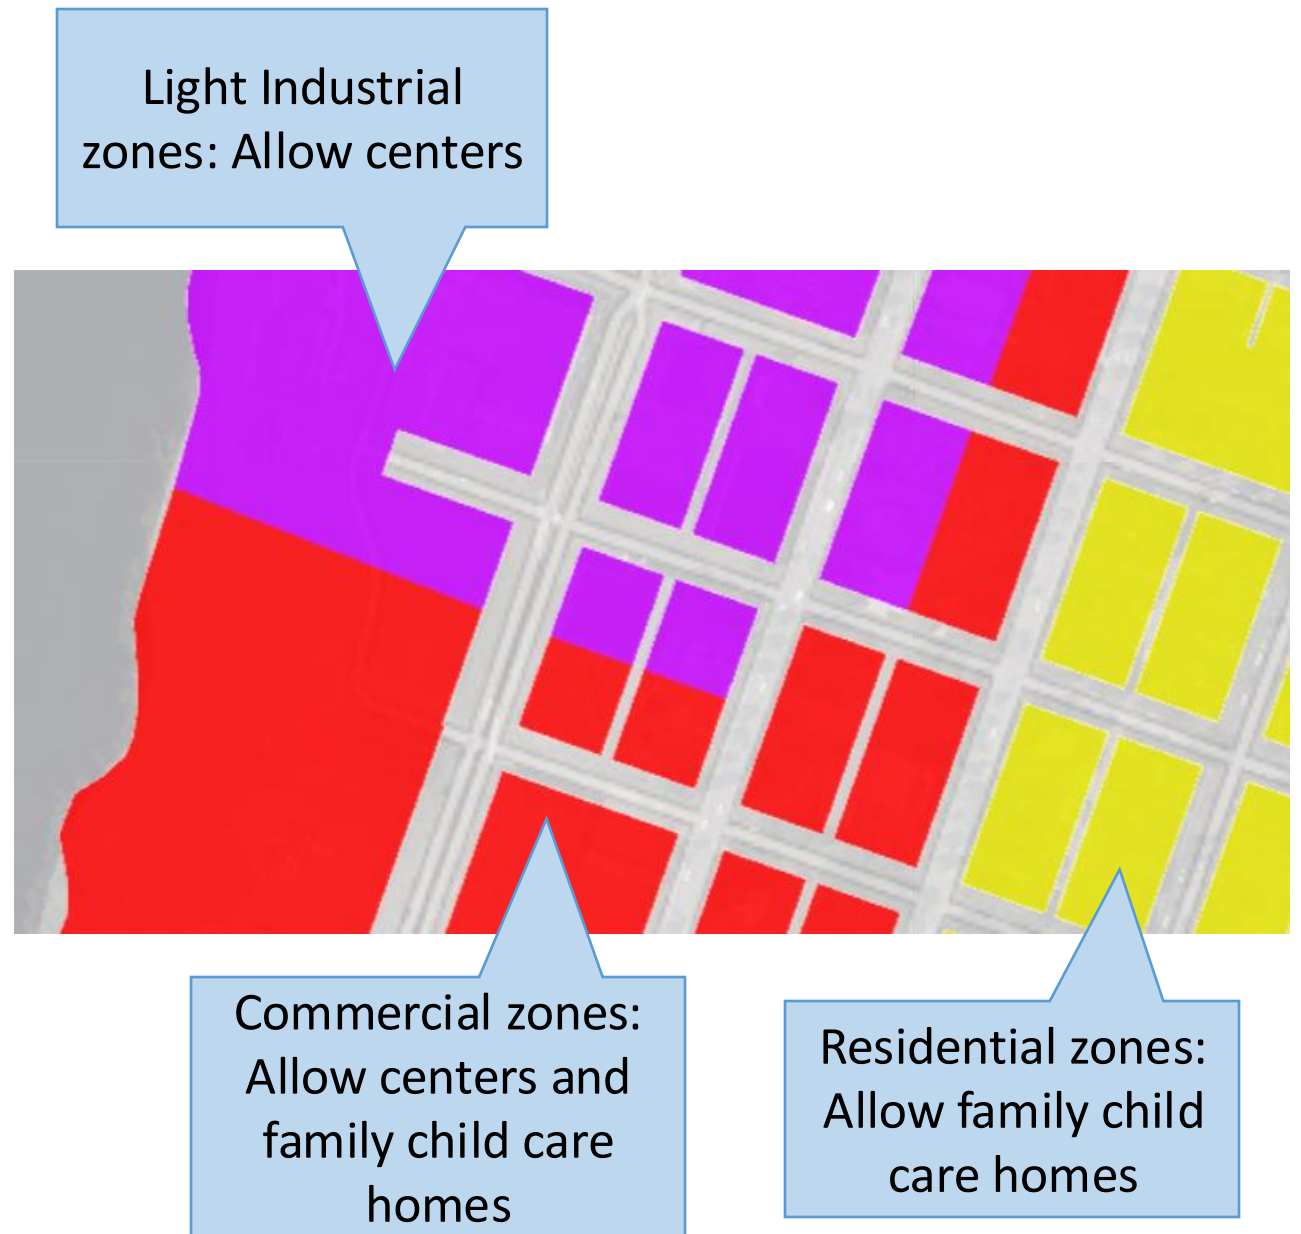 Light Industrial
zones: Allow centers
Commercial zones:
Allow centers and
family child care
homes
Residential zones:
Allow family child
care homes